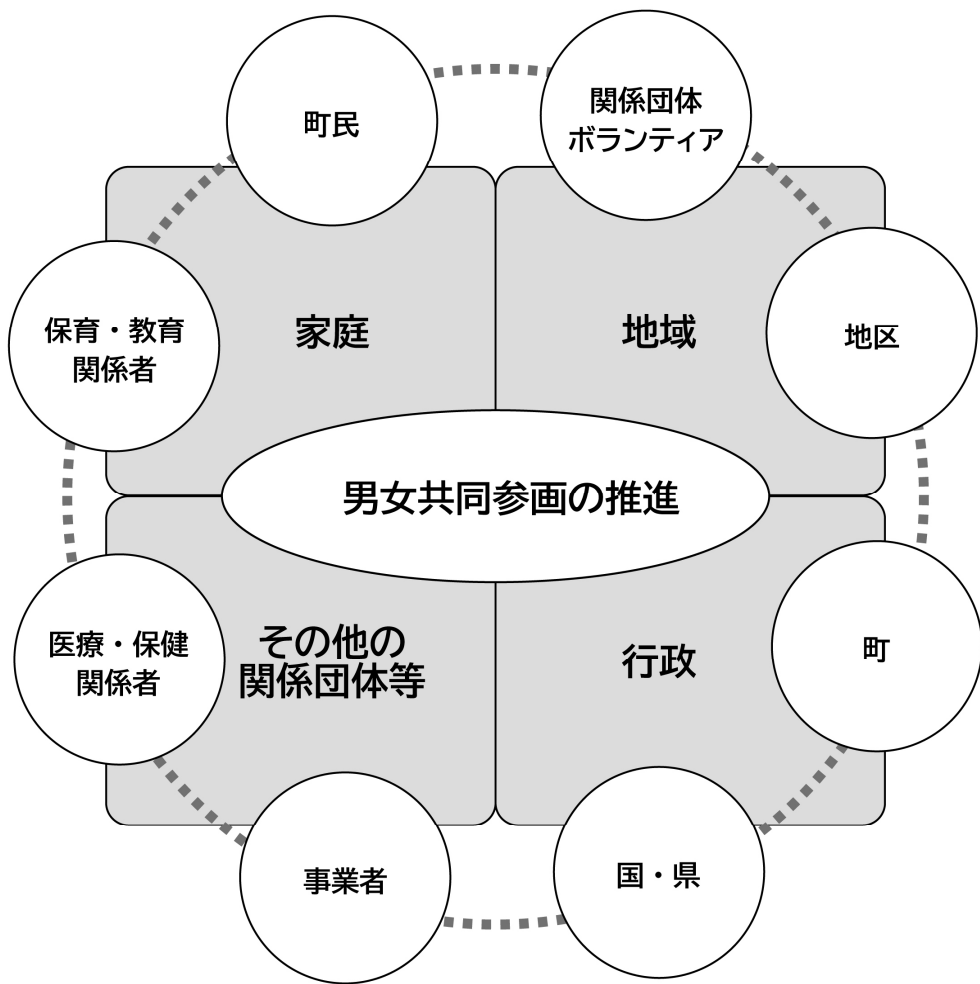 町民
関係団体
ボランティア
保育・教育
関係者
家庭
地域
地区
男女共同参画の推進
医療・保健
関係者
その他の
関係団体等
行政
町
事業者
国・県